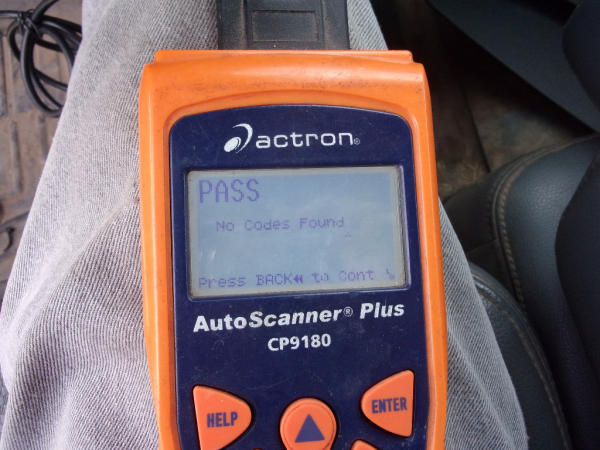 actron®
PASS
No Codes Found
Press BACK◀◀ to Cont
AutoScanner® Plus
CP9180
HELP
ENTER